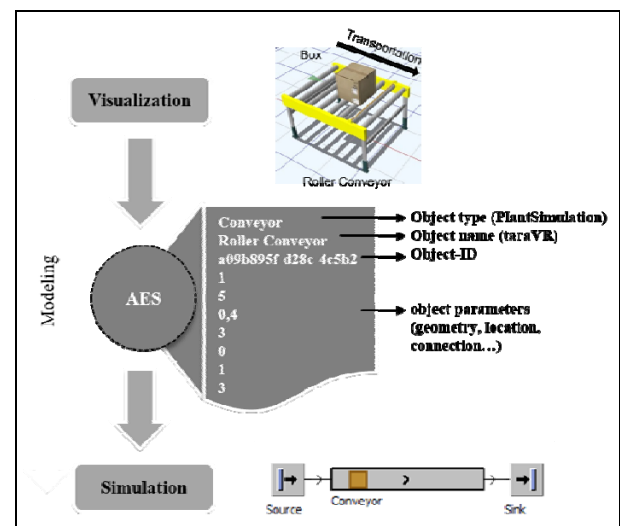 Transportation
Box
Visualization
Roller Conveyor
Conveyor
Roller Conveyor
a09b895f d28c 4c5b2
1
5
0,4
3
0
1
3
Object type (PlantSimulation)
Object name (taraVR)
Object-ID
object parameters
(geometry, location,
connection…)
AES
Modeling
Simulation
Source
Conveyor
Sink